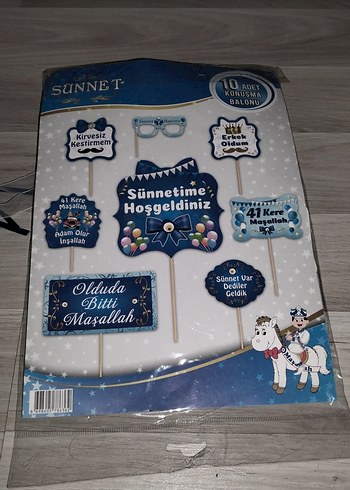 SÜNNET
10 ADET
KONUŞMA
BALONU
Kirvesiz
Kestirmem
Erkek
Oldum
Sünnetime
Hoşgeldiniz
41 Kere
Maşallah
Adam Olur
İnşallah
41 Kere
Maşallah
Olduda
Bitti
Maşallah
Sünnet Var
Dediler
Geldik